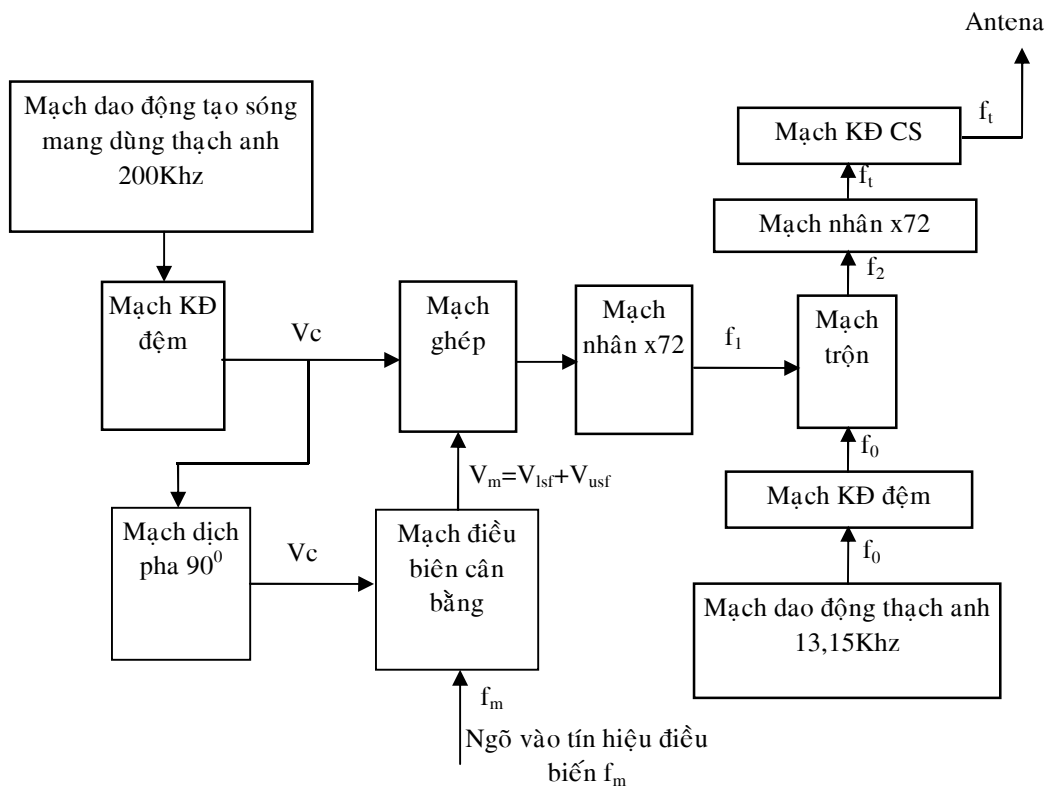 Antena
Mạch dao động tạo sóng
mang dùng thạch anh
200Khz
Mạch KĐ CS
f_t
f_t
Mạch nhân x72
f_2
Mạch KĐ
đệm
Vc
Mạch
ghép
Mạch
nhân x72
f_1
Mạch
trộn
f_0
V_m=V_lsf+V_usf
Mạch KĐ đệm
f_0
Mạch dịch
pha 90^0
Vc
Mạch điều
biên cân
bằng
Mạch dao động thạch anh
13,15Khz
f_m
Ngõ vào tín hiệu điều
biến f_m